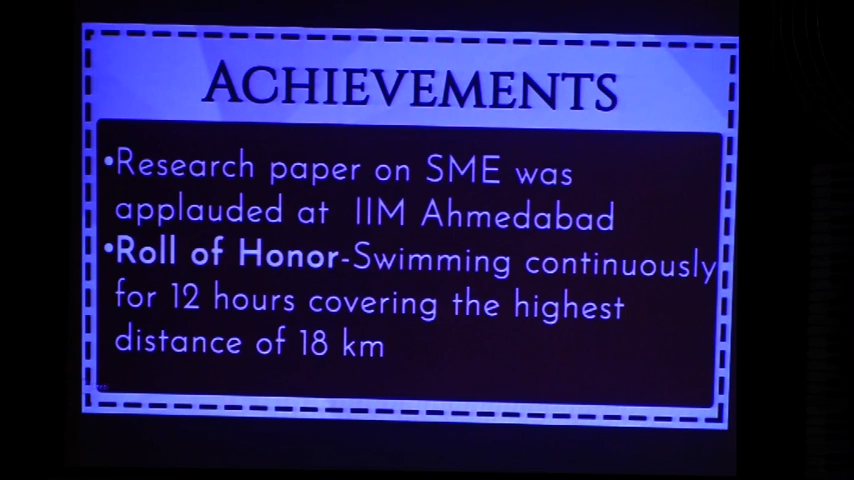 ACHIEVEMENTS
•Research paper on SME was
applauded at IIM Ahmedabad
•Roll of Honor-Swimming continuously
for 12 hours covering the highest
distance of 18 km